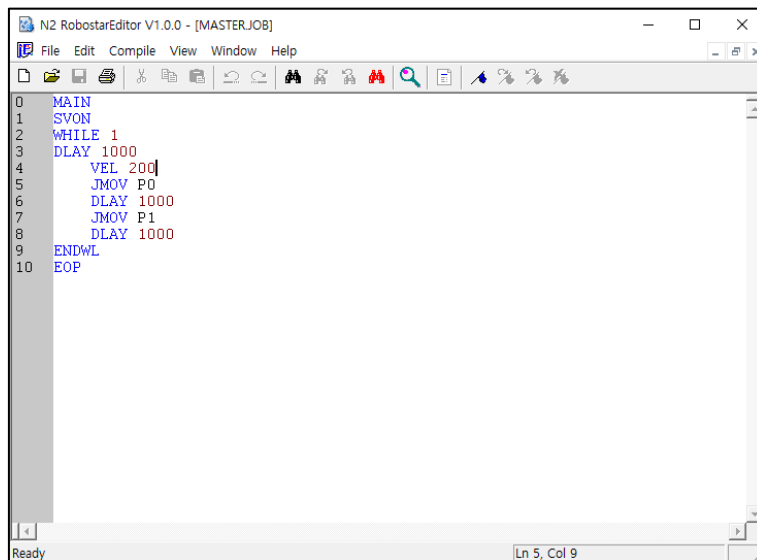 N2 RobostarEditor V1.0.0 - [MASTER.JOB]
File Edit Compile View Window Help
0 MAIN
1 SVON
2 WHILE 1
3 DLAY 1000
4 VEL 200
5 JMOV P0
6 DLAY 1000
7 JMOV P1
8 DLAY 1000
9 ENDWL
10 EOP
Ready Ln 5, Col 9